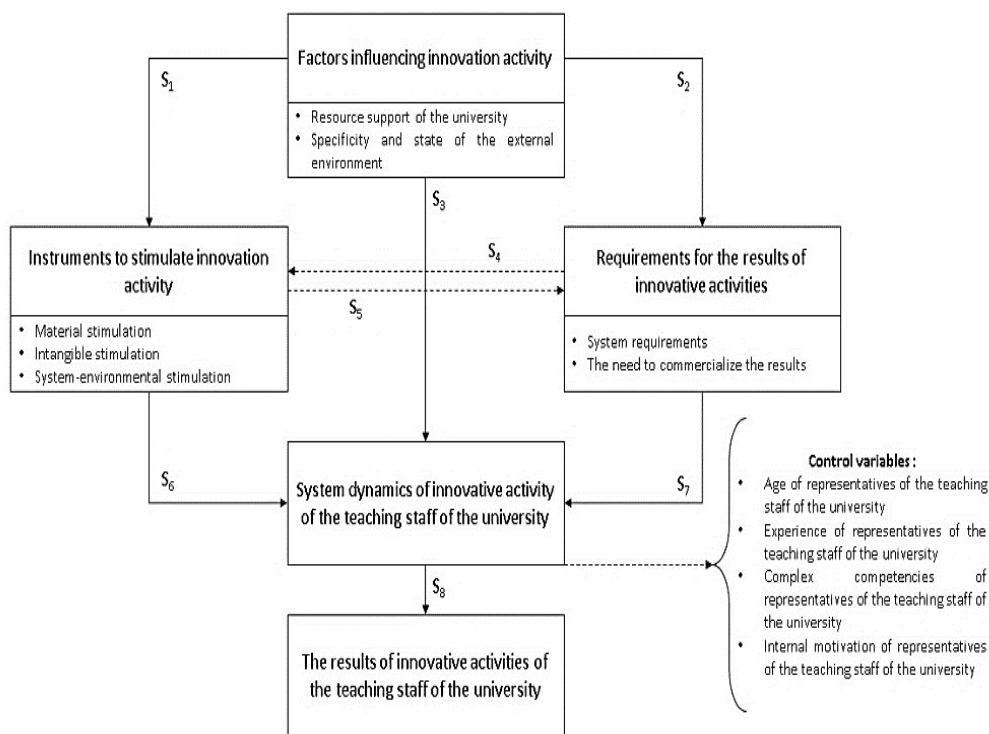 Factors influencing innovation activity
• Resource support of the university
• Specificity and state of the external
environment
S₁
S₂
S₃
Instruments to stimulate innovation
activity
• Material stimulation
• Intangible stimulation
• System-environmental stimulation
S₄
S₅
Requirements for the results of
innovative activities
• System requirements
• The need to commercialize the results
S₆
System dynamics of innovative activity
of the teaching staff of the university
S₇
Control variables :
• Age of representatives of the teaching
staff of the university
• Experience of representatives of the
teaching staff of the university
• Complex competencies of
representatives of the teaching staff of
the university
• Internal motivation of representatives
of the teaching staff of the university
S₈
The results of innovative activities of
the teaching staff of the university